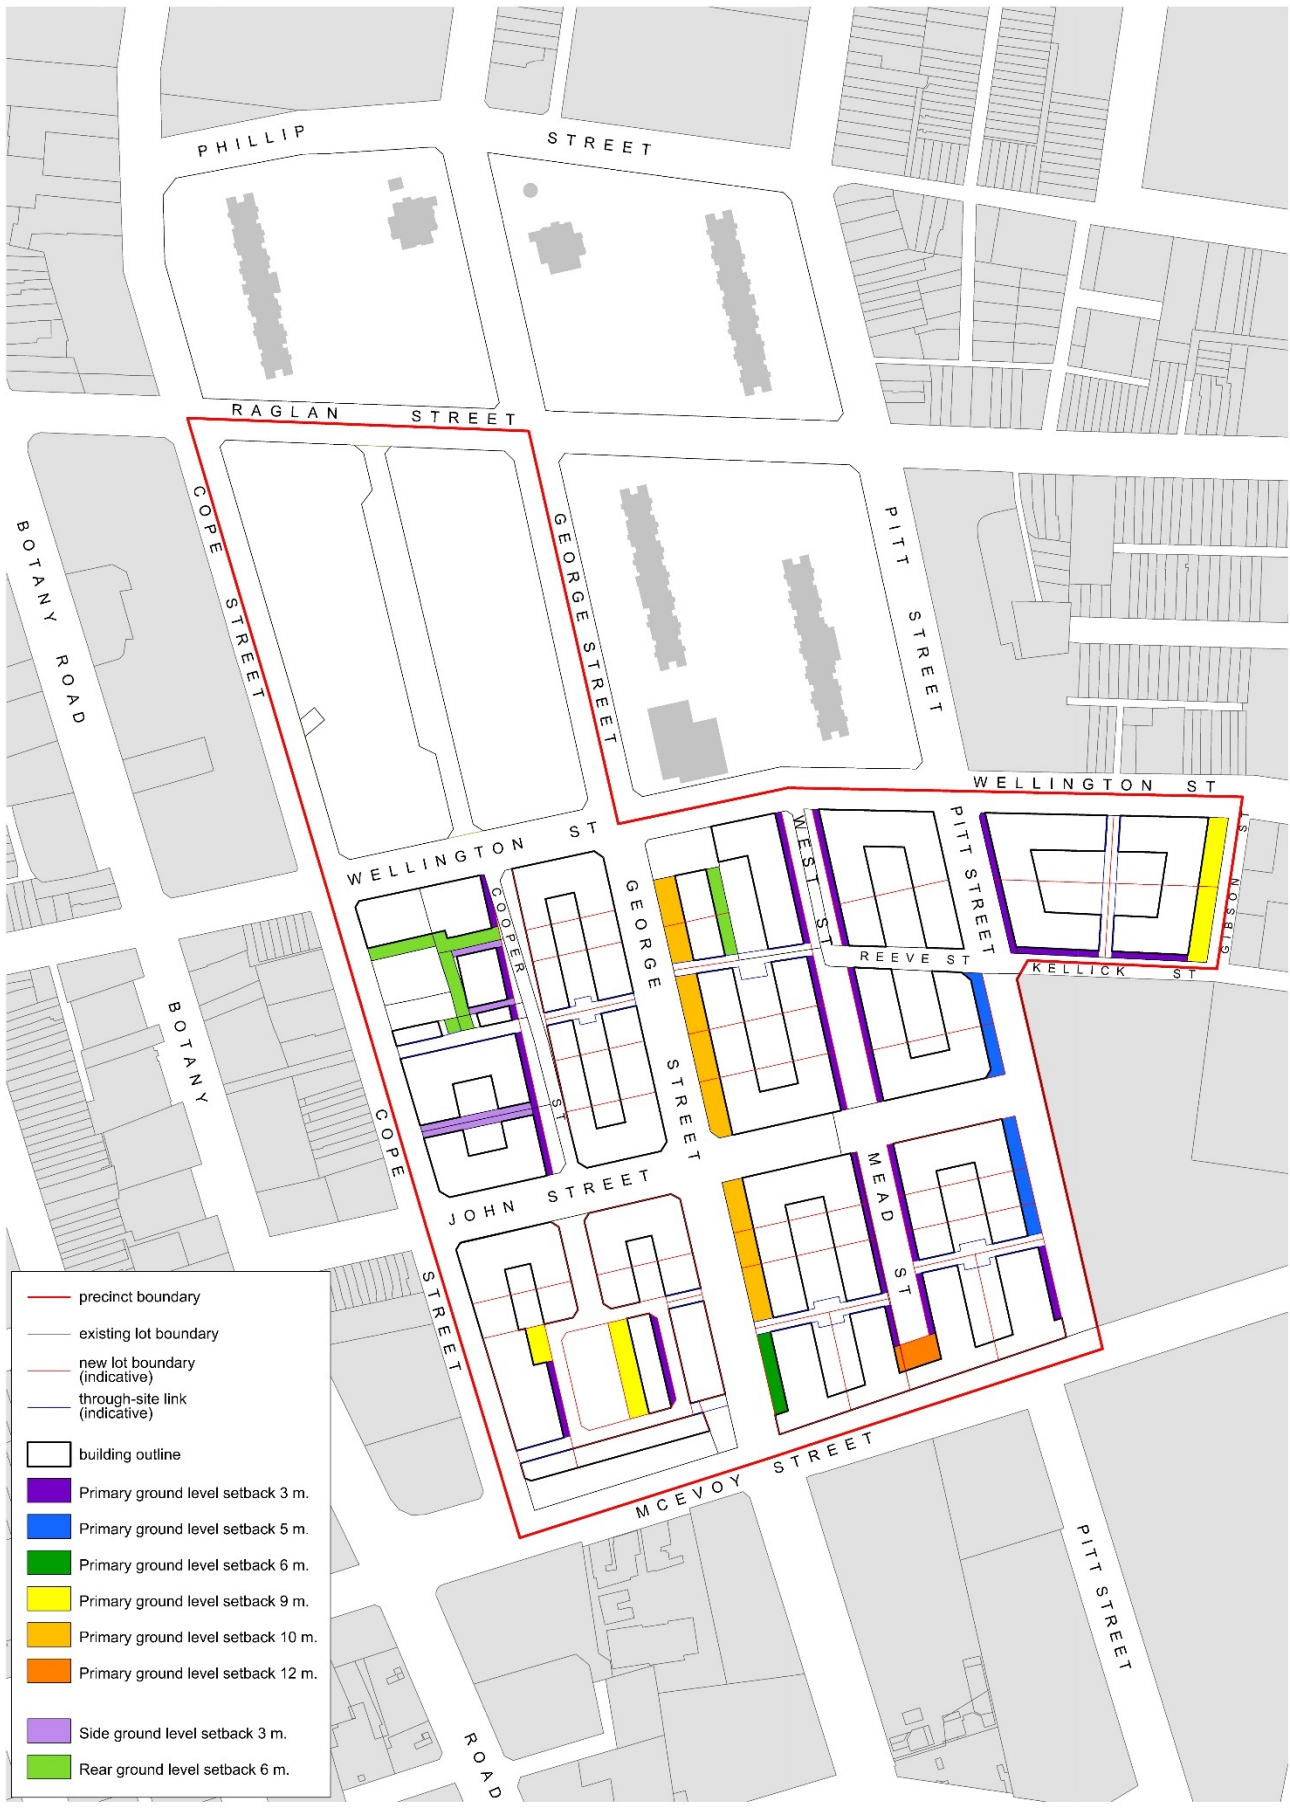 PHILLIP STREET
RAGLAN STREET
COPE STREET
BOTANY ROAD
GEORGE STREET
PITT STREET
WELLINGTON ST
WELLINGTON ST
COOPER ST
GEORGE STREET
WEST ST
PITT STREET
GIBSON ST
REEVE ST
KELLICK ST
BOTANY
ROAD
COPE STREET
JOHN STREET
MEAD ST
MCEVOY STREET
PITT STREET
precinct boundary
existing lot boundary
new lot boundary
(indicative)
through-site link
(indicative)
building outline
Primary ground level setback 3 m.
Primary ground level setback 5 m.
Primary ground level setback 6 m.
Primary ground level setback 9 m.
Primary ground level setback 10 m.
Primary ground level setback 12 m.
Side ground level setback 3 m.
Rear ground level setback 6 m.